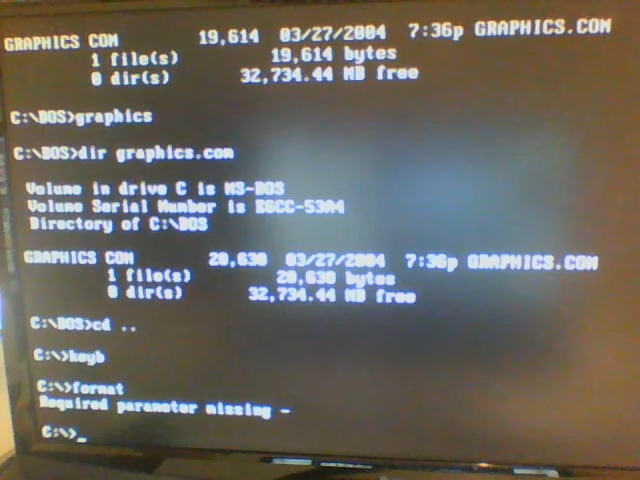 GRAPHICS COM 19,614 03/27/2004 7:36p GRAPHICS.COM
1 file(s) 19,614 bytes
0 dir(s) 32,734.44 MB free
C:\DOS>graphics
C:\DOS>dir graphics.com
Volume in drive C is MS-DOS
Volume Serial Number is E6CC-53A4
Directory of C:\DOS
GRAPHICS COM 20,630 03/27/2004 7:36p GRAPHICS.COM
1 file(s) 20,630 bytes
0 dir(s) 32,734.44 MB free
C:\DOS>cd ..
C:\>keyb
C:\>format
Required parameter missing -
C:\>_